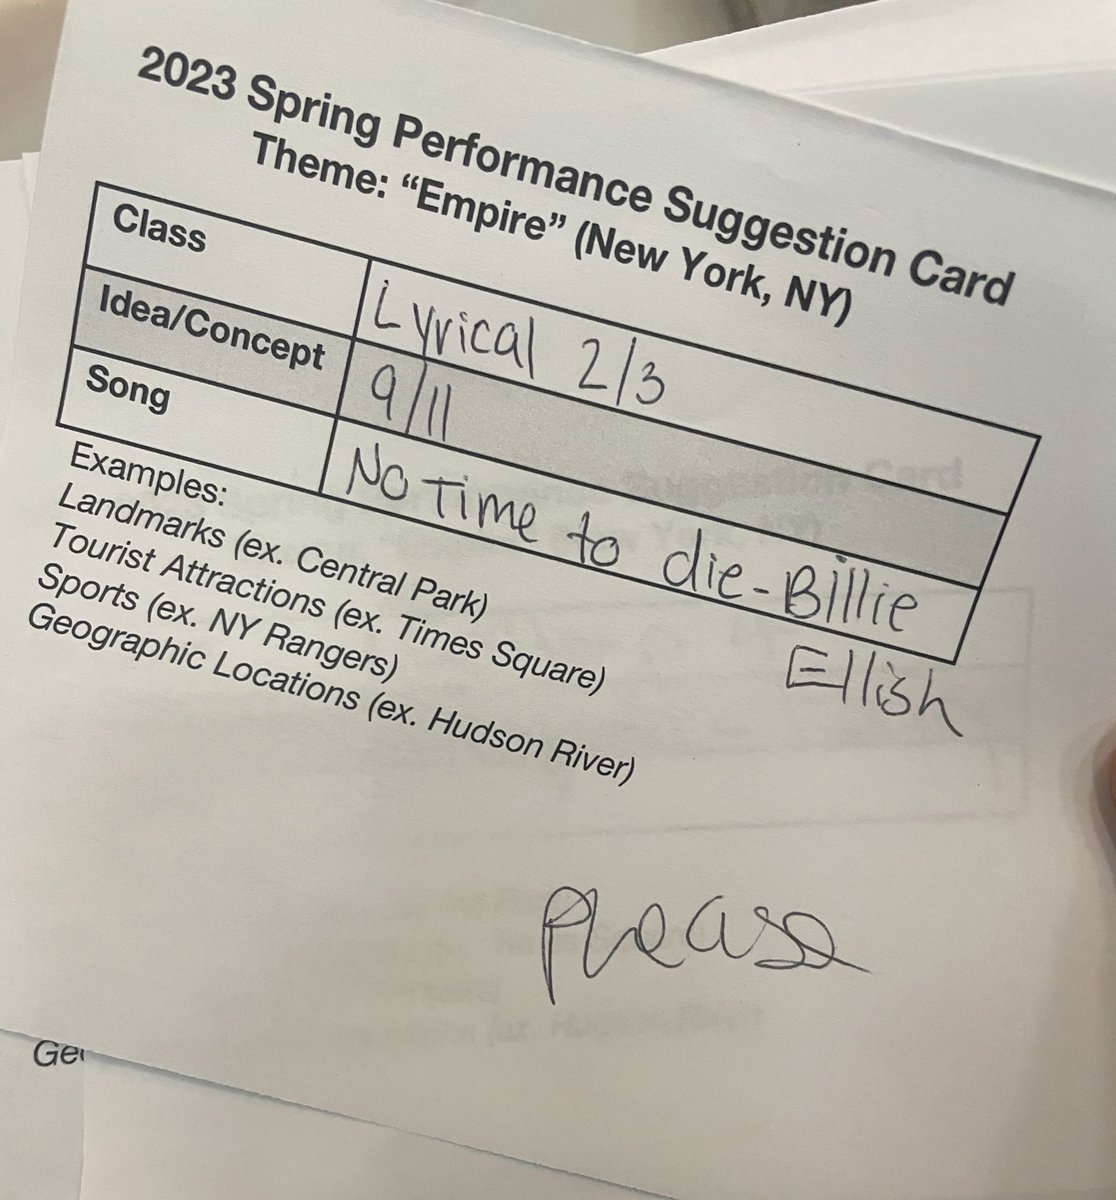 2023 Spring Performance Suggestion Card
Theme: “Empire” (New York, NY)
Class Lyrical 2/3
Idea/Concept 9/11
Song No time to die-Billie
Ellish
Examples:
Landmarks (ex. Central Park)
Tourist Attractions (ex. Times Square)
Sports (ex. NY Rangers)
Geographic Locations (ex. Hudson River)
please